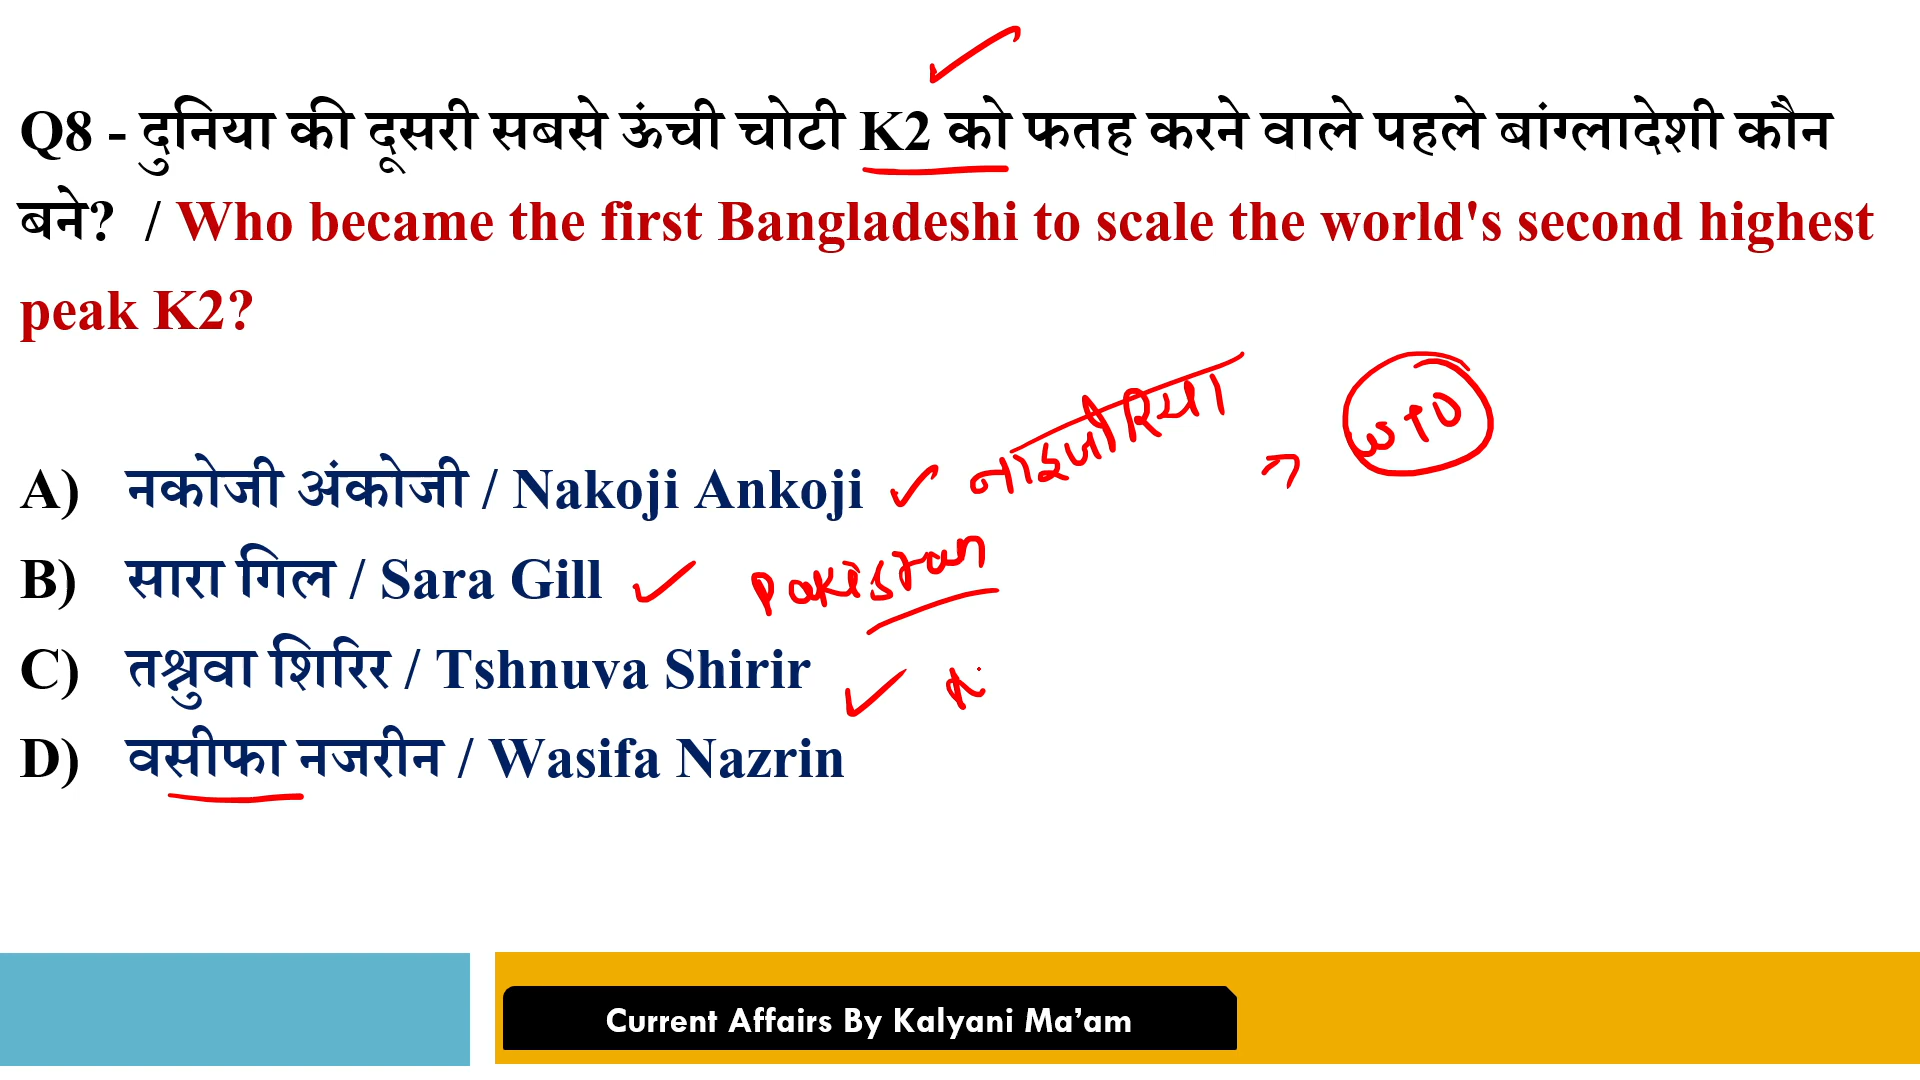 Q8 - दुनिया की दूसरी सबसे ऊंची चोटी K2 को फतह करने वाले पहले बांग्लादेशी कौन
बने? / Who became the first Bangladeshi to scale the world's second highest
peak K2?
A) नकोजी अंकोजी / Nakoji Ankoji नाइजीरिया WTO
B) सारा गिल / Sara Gill Pakistan
C) तश्नुवा शिरिर / Tshnuva Shirir
D) वसीफा नजरीन / Wasifa Nazrin
Current Affairs By Kalyani Ma’am